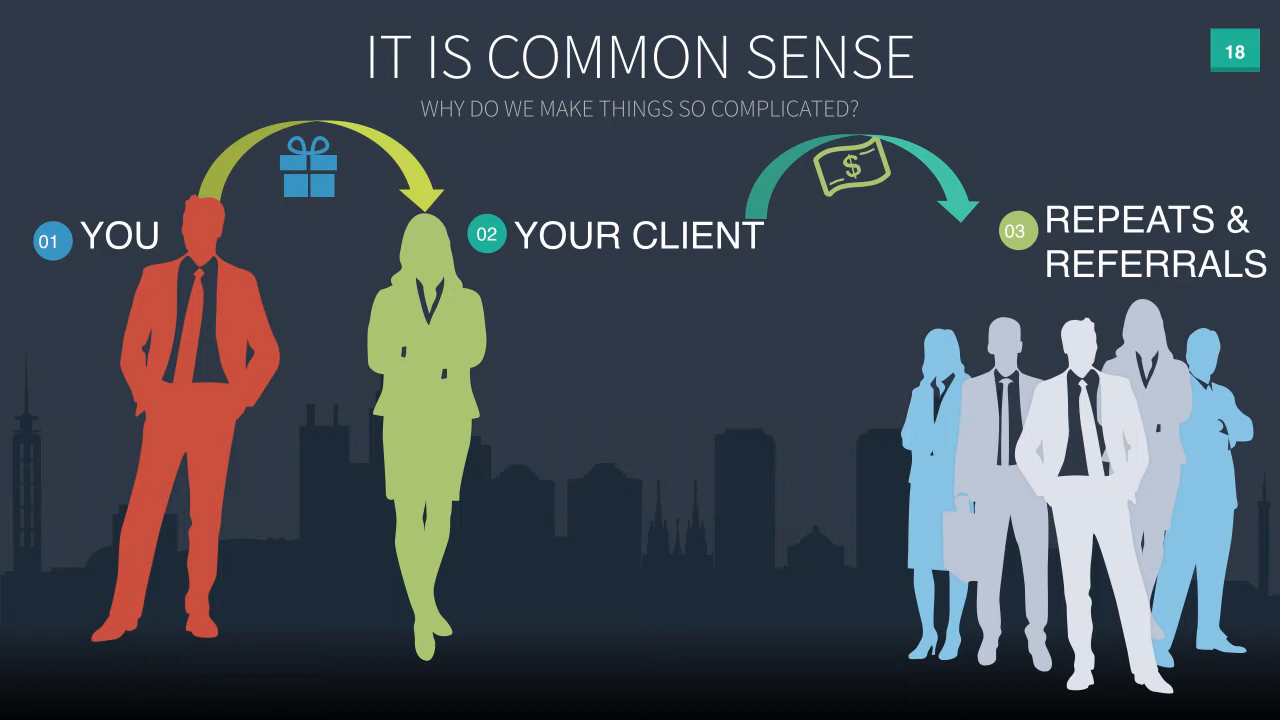 IT IS COMMON SENSE
18
WHY DO WE MAKE THINGS SO COMPLICATED?
01 YOU
02 YOUR CLIENT
$
03 REPEATS &
REFERRALS